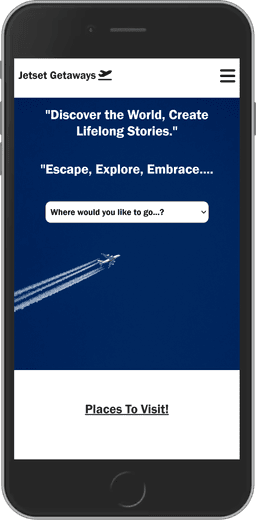 Jetset Getaways
"Discover the World, Create
Lifelong Stories."
"Escape, Explore, Embrace....
Where would you like to go...?
Places To Visit!